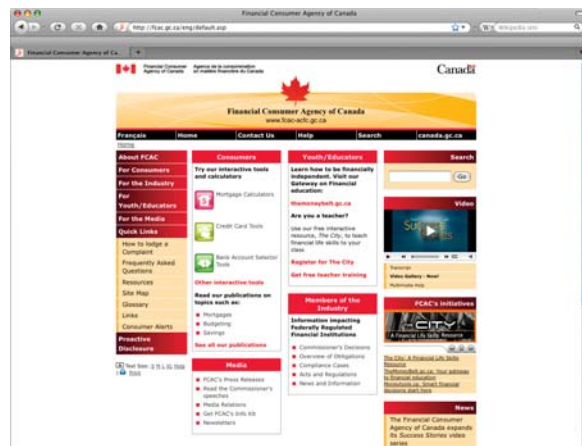 Financial Consumer Agency of Canada
http://fcac.gc.ca/eng/default.asp
Financial Consumer Agency of Ca...
Financial Consumer
Agency of Canada
Agence de la consommation
en matière financière du Canada
Canada
Financial Consumer Agency of Canada
www.fcac-acfc.gc.ca
Français Home Contact Us Help Search canada.gc.ca
Home
About FCAC
For Consumers
For the Industry
For
Youth/Educators
For the Media
Quick Links
How to lodge a
Complaint
Frequently Asked
Questions
Resources
Site Map
Glossary
Links
Consumer Alerts
Proactive
Disclosure
Print
Consumers
Try our interactive tools
and calculators
Mortgage Calculators
Credit Card Tools
Bank Account Selector
Tools
Other interactive tools
Read our publications on
topics such as:
Mortgages
Budgeting
Savings
See all our publications
Media
FCAC's Press Releases
Read the Commissioner's
speeches
Media Relations
Get FCAC's Info Kit
Newsletters
Youth/Educators
Learn how to be financially
independent. Visit our
Gateway on Financial
education:
themoneybelt.gc.ca
Are you a teacher?
Use our free interactive
resource, The City, to teach
financial life skills to your
class
Register for The City
Get free teacher training
Members of the
Industry
Information impacting
Federally Regulated
Financial Institutions
Commissioner's Decisions
Overview of Obligations
Compliance Cases
Acts and Regulations
News and Information
Search
Go
Video
Transcript
Video Gallery - New!
Multimedia Help
FCAC's initiatives
THE CITY
A Financial Life Skills Resource
The City: A Financial Life Skills
Resource
News
The Financial Consumer
Agency of Canada expands
its Success Stories video
series